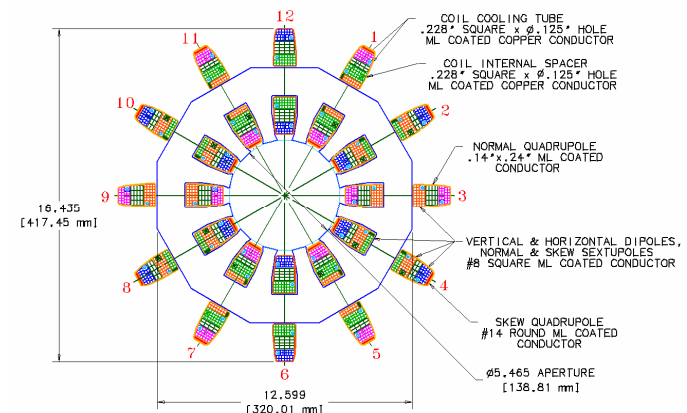 COIL COOLING TUBE
.228" SQUARE x Ø.125" HOLE
ML COATED COPPER CONDUCTOR
COIL INTERNAL SPACER
.228" SQUARE x Ø.125" HOLE
ML COATED COPPER CONDUCTOR
12
11
1
10
2
NORMAL QUADRUPOLE
.14"x.24" ML COATED
CONDUCTOR
9
3
16.435
[417.45 mm]
VERTICAL & HORIZONTAL DIPOLES,
NORMAL & SKEW SEXTUPOLES
#8 SQUARE ML COATED CONDUCTOR
8
4
SKEW QUADRUPOLE
#14 ROUND ML COATED
CONDUCTOR
7
5
6
Ø5.465 APERTURE
[138.81 mm]
12.599
[320.01 mm]